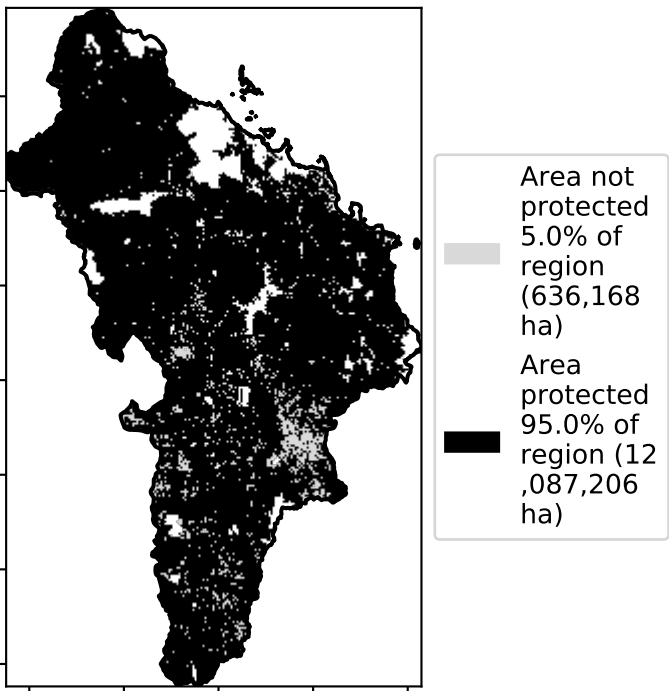 Area not
protected
5.0% of
region
(636,168
ha)
Area
protected
95.0% of
region (12
,087,206
ha)